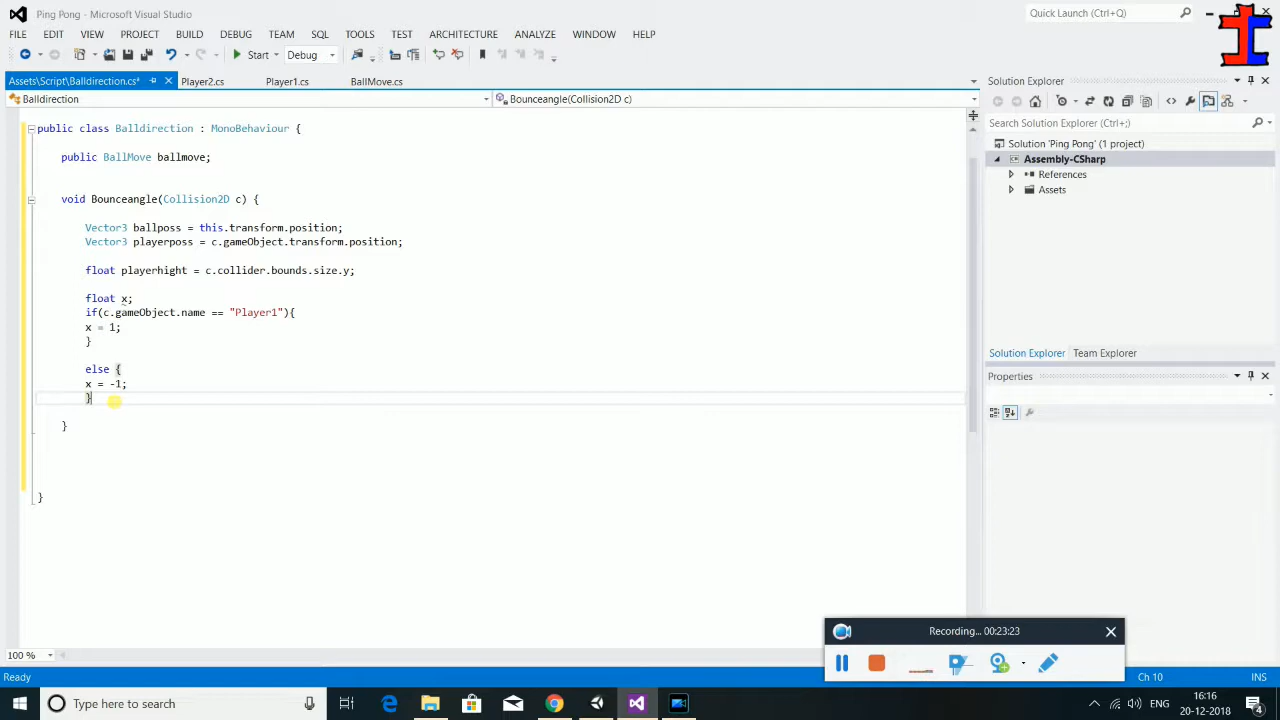 Ping Pong - Microsoft Visual Studio
Quick Launch (Ctrl+;)
FILE EDIT VIEW PROJECT BUILD DEBUG TEAM SQL TOOLS TEST ARCHITECTURE ANALYZE WINDOW HELP
Start Debug
Assets\Script\Balldirection.cs* Player2.cs Player1.cs BallMove.cs
Balldirection Bounceangle(Collision2D c)
public class Balldirection : MonoBehaviour {
public BallMove ballmove;
void Bounceangle(Collision2D c) {
Vector3 ballposs = this.transform.position;
Vector3 playerposs = c.gameObject.transform.position;
float playerhight = c.collider.bounds.size.y;
float x;
if(c.gameObject.name == "Player1"){
x = 1;
}
else {
x = -1;
}
}
}
100 %
Solution Explorer
Search Solution Explorer (Ctrl+;)
Solution 'Ping Pong' (1 project)
Assembly-CSharp
References
Assets
Solution Explorer Team Explorer
Properties
Recording... 00:23:23
Ready Ch 10 INS
Type here to search
ENG 16:16
20-12-2018
4